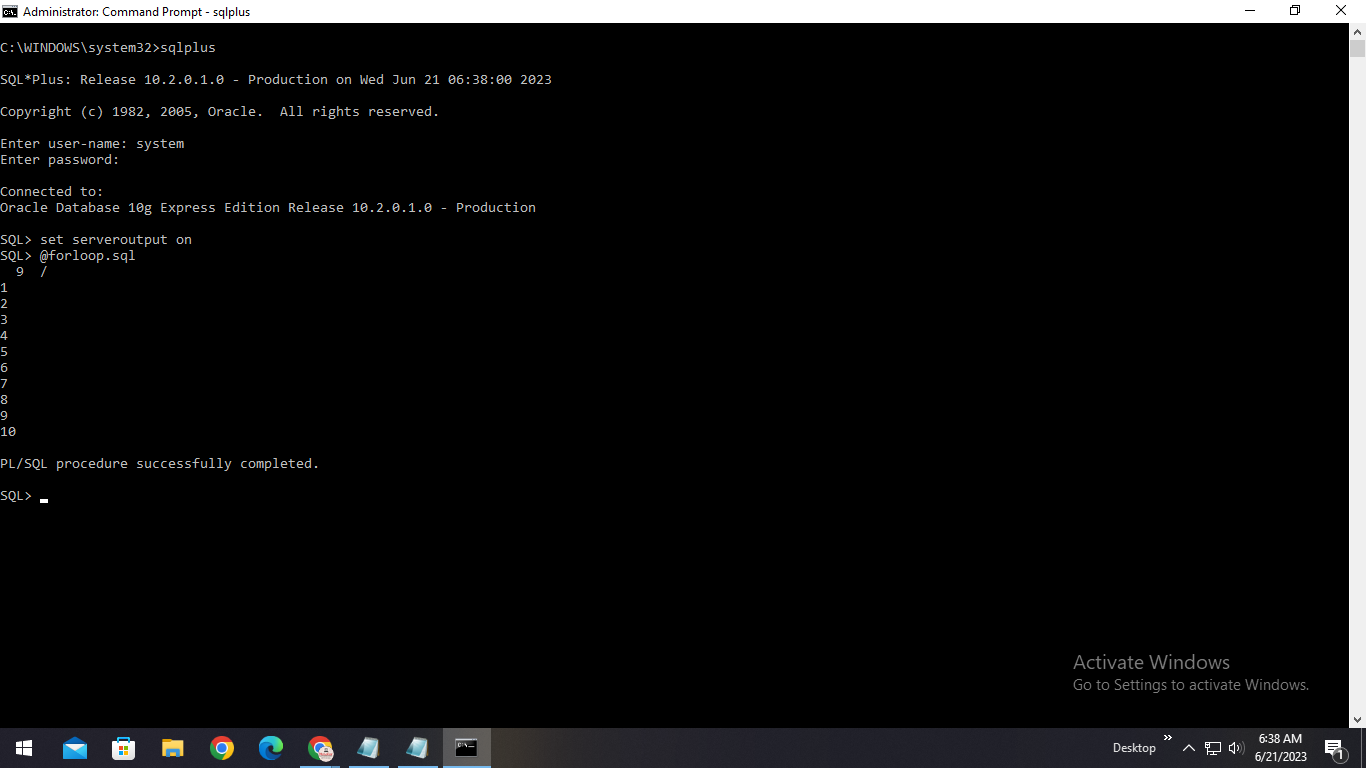 Administrator: Command Prompt - sqlplus
C:\WINDOWS\system32>sqlplus
SQL*Plus: Release 10.2.0.1.0 - Production on Wed Jun 21 06:38:00 2023
Copyright (c) 1982, 2005, Oracle.  All rights reserved.
Enter user-name: system
Enter password:
Connected to:
Oracle Database 10g Express Edition Release 10.2.0.1.0 - Production
SQL> set serveroutput on
SQL> @forloop.sql
  9  /
1
2
3
4
5
6
7
8
9
10
PL/SQL procedure successfully completed.
SQL>
Activate Windows
Go to Settings to activate Windows.
Desktop
6:38 AM
6/21/2023
1